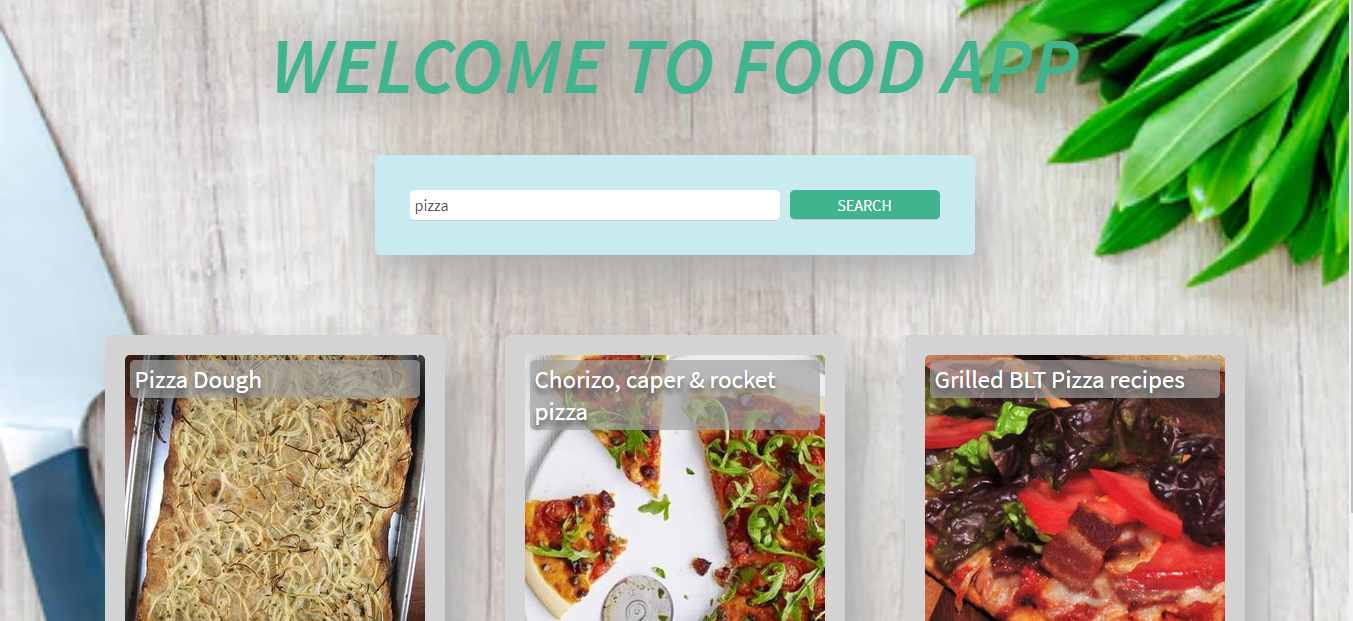 WELCOME TO FOOD APP
pizza
SEARCH
Pizza Dough
Chorizo, caper & rocket
pizza
Grilled BLT Pizza recipes